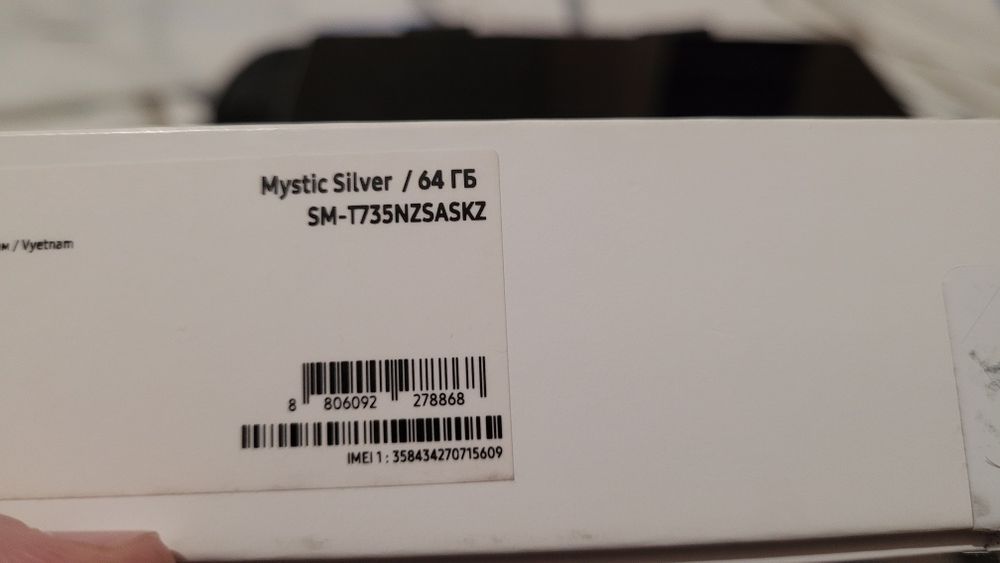 Mystic Silver / 64 ГБ
SM-T735NZSASKZ
м / Vyetnam
8 806092 278868
IMEI 1 : 358434270715609